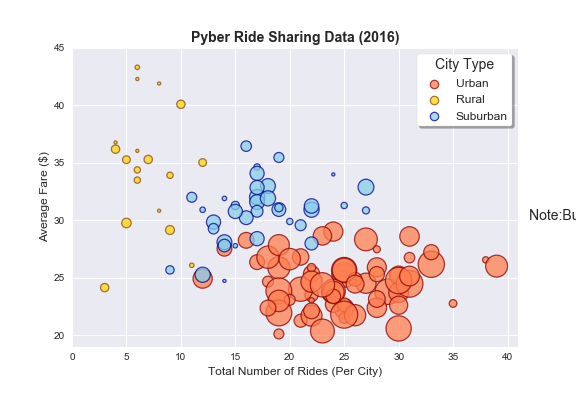 Pyber Ride Sharing Data (2016)
City Type
Urban
Rural
Suburban
45
40
35
30
25
20
Average Fare ($)
0 5 10 15 20 25 30 35 40
Total Number of Rides (Per City)
Note:Bu